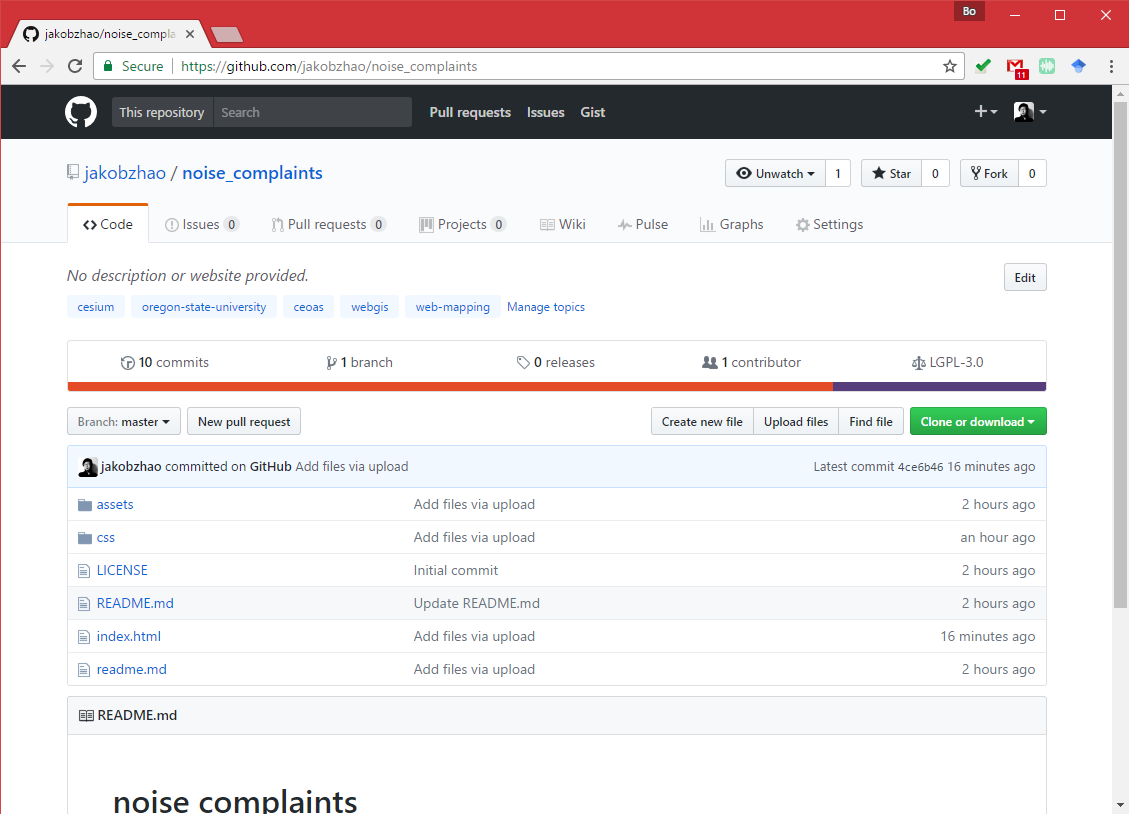 Bo
jakobzhao/noise_compla
Secure https://github.com/jakobzhao/noise_complaints
11
This repository Search Pull requests Issues Gist
jakobzhao / noise_complaints
Unwatch 1 Star 0 Fork 0
Code Issues 0 Pull requests 0 Projects 0 Wiki Pulse Graphs Settings
No description or website provided. Edit
cesium oregon-state-university ceoas webgis web-mapping Manage topics
10 commits 1 branch 0 releases 1 contributor LGPL-3.0
Branch: master New pull request Create new file Upload files Find file Clone or download
jakobzhao committed on GitHub Add files via upload Latest commit 4ce6b46 16 minutes ago
assets Add files via upload 2 hours ago
css Add files via upload an hour ago
LICENSE Initial commit 2 hours ago
README.md Update README.md 2 hours ago
index.html Add files via upload 16 minutes ago
readme.md Add files via upload 2 hours ago
README.md
noise complaints